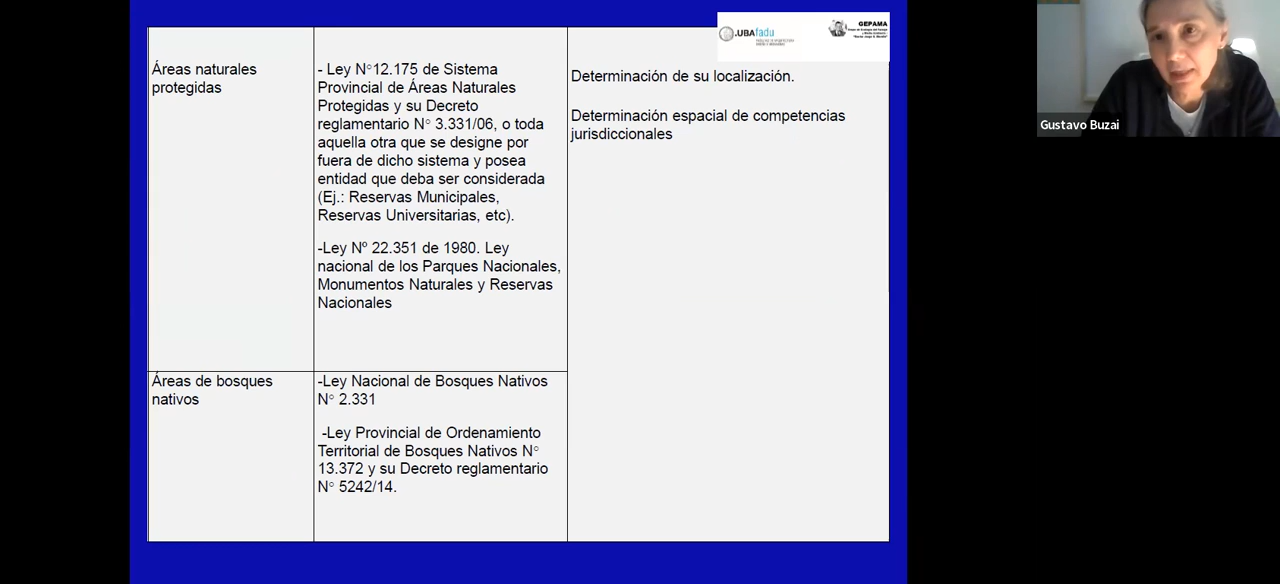 .UBAfadu
GEPAMA
Áreas naturales
protegidas
- Ley N°12.175 de Sistema
Provincial de Áreas Naturales
Protegidas y su Decreto
reglamentario N° 3.331/06, o toda
aquella otra que se designe por
fuera de dicho sistema y posea
entidad que deba ser considerada
(Ej.: Reservas Municipales,
Reservas Universitarias, etc).
-Ley Nº 22.351 de 1980. Ley
nacional de los Parques Nacionales,
Monumentos Naturales y Reservas
Nacionales
Determinación de su localización.
Determinación espacial de competencias
jurisdiccionales
Áreas de bosques
nativos
-Ley Nacional de Bosques Nativos
N° 2.331
-Ley Provincial de Ordenamiento
Territorial de Bosques Nativos N°
13.372 y su Decreto reglamentario
N° 5242/14.
Gustavo Buzai